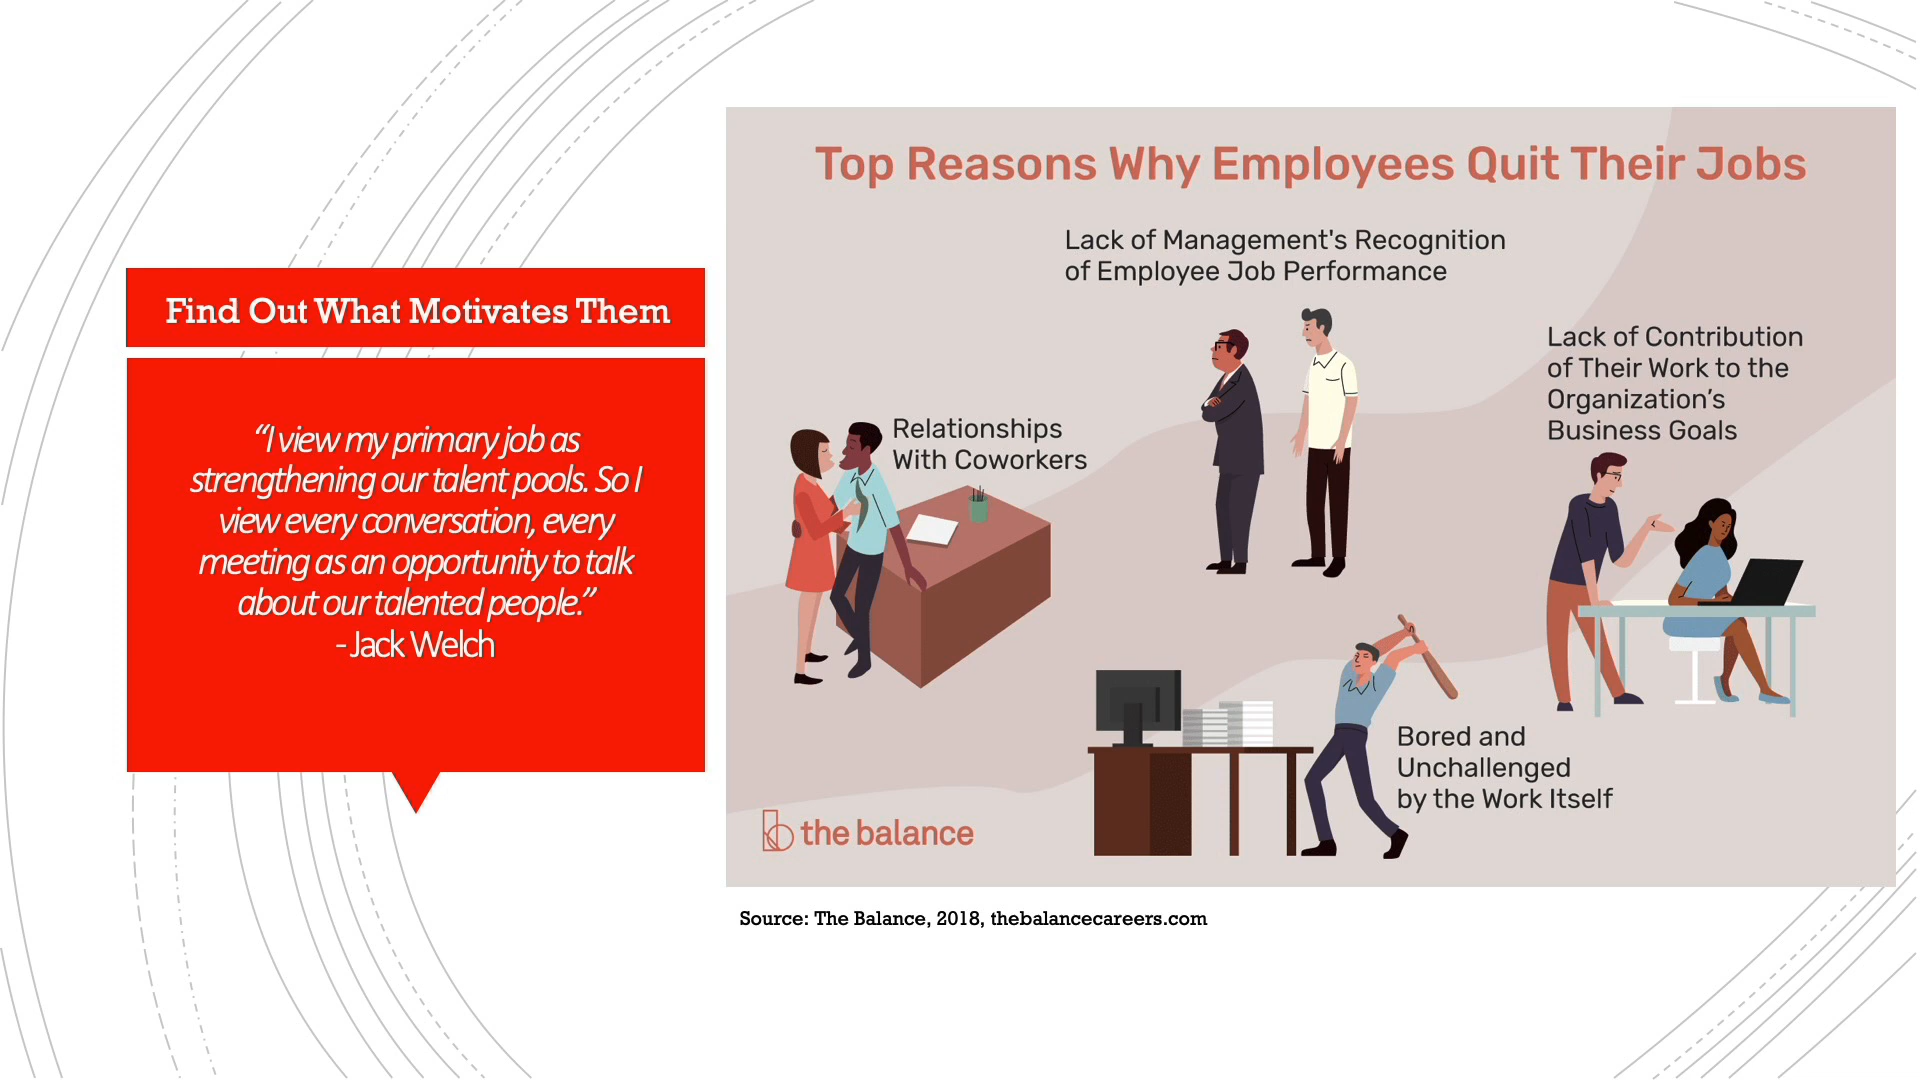 Find Out What Motivates Them
“I view my primary job as
strengthening our talent pools. So I
view every conversation, every
meeting as an opportunity to talk
about our talented people.”
- Jack Welch
Top Reasons Why Employees Quit Their Jobs
Lack of Management's Recognition
of Employee Job Performance
Lack of Contribution
of Their Work to the
Organization’s
Business Goals
Relationships
With Coworkers
Bored and
Unchallenged
by the Work Itself
the balance
Source: The Balance, 2018, thebalancecareers.com